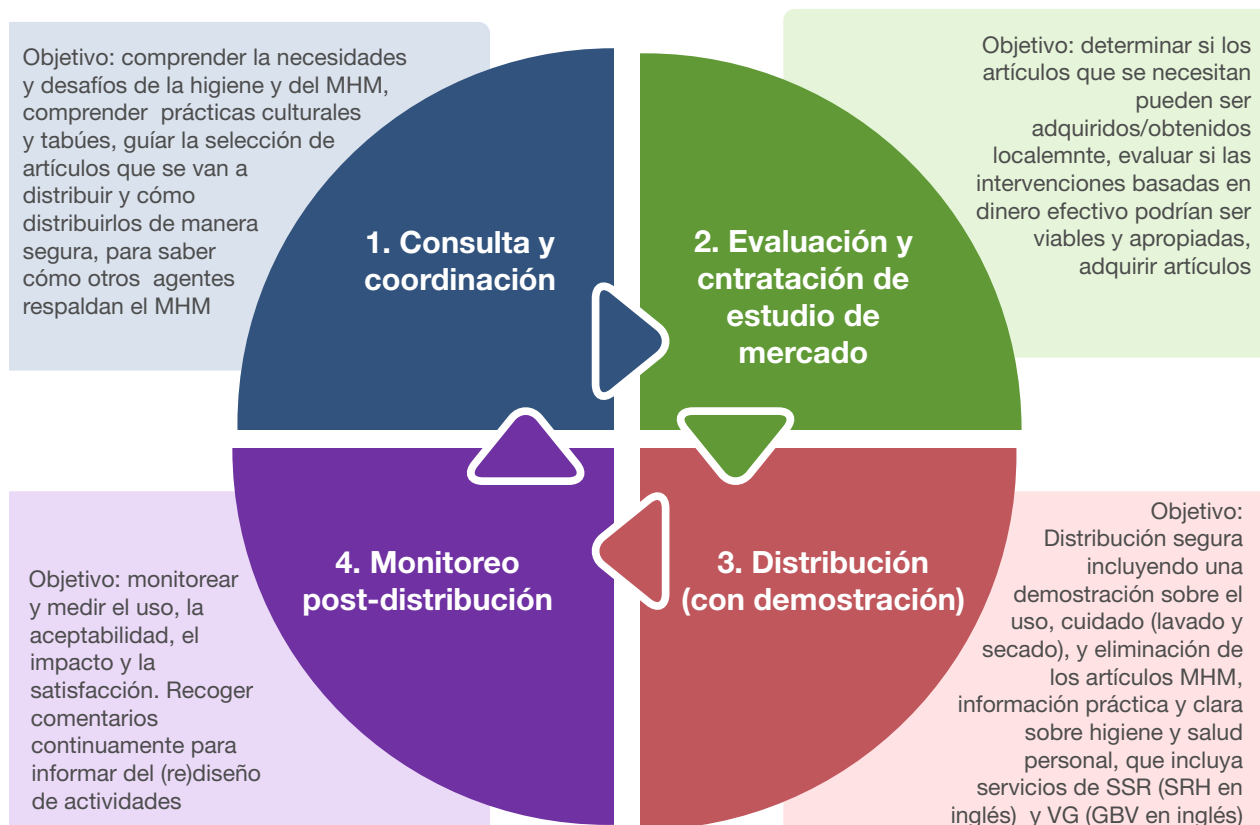 Objetivo: comprender la necesidades
y desafíos de la higiene y del MHM,
comprender prácticas culturales
y tabúes, guíar la selección de
artículos que se van a
distribuir y cómo
distribuirlos de manera
segura, para saber
cómo otros agentes
respaldan el MHM
1. Consulta y
coordinación
2. Evaluación y
cntratación de
estudio de
mercado
Objetivo: determinar si los
artículos que se necesitan
pueden ser
adquiridos/obtenidos
localemnte, evaluar si las
intervenciones basadas en
dinero efectivo podrían ser
viables y apropiadas,
adquirir artículos
3. Distribución
(con demostración)
Objetivo:
Distribución segura
incluyendo una
demostración sobre el
uso, cuidado (lavado y
secado), y eliminación de
los artículos MHM,
información práctica y clara
sobre higiene y salud
personal, que incluya
servicios de SSR (SRH en
inglés) y VG (GBV en inglés)
4. Monitoreo
post-distribución
Objetivo: monitorear
y medir el uso, la
aceptabilidad, el
impacto y la
satisfacción. Recoger
comentarios
continuamente para
informar del (re)diseño
de actividades